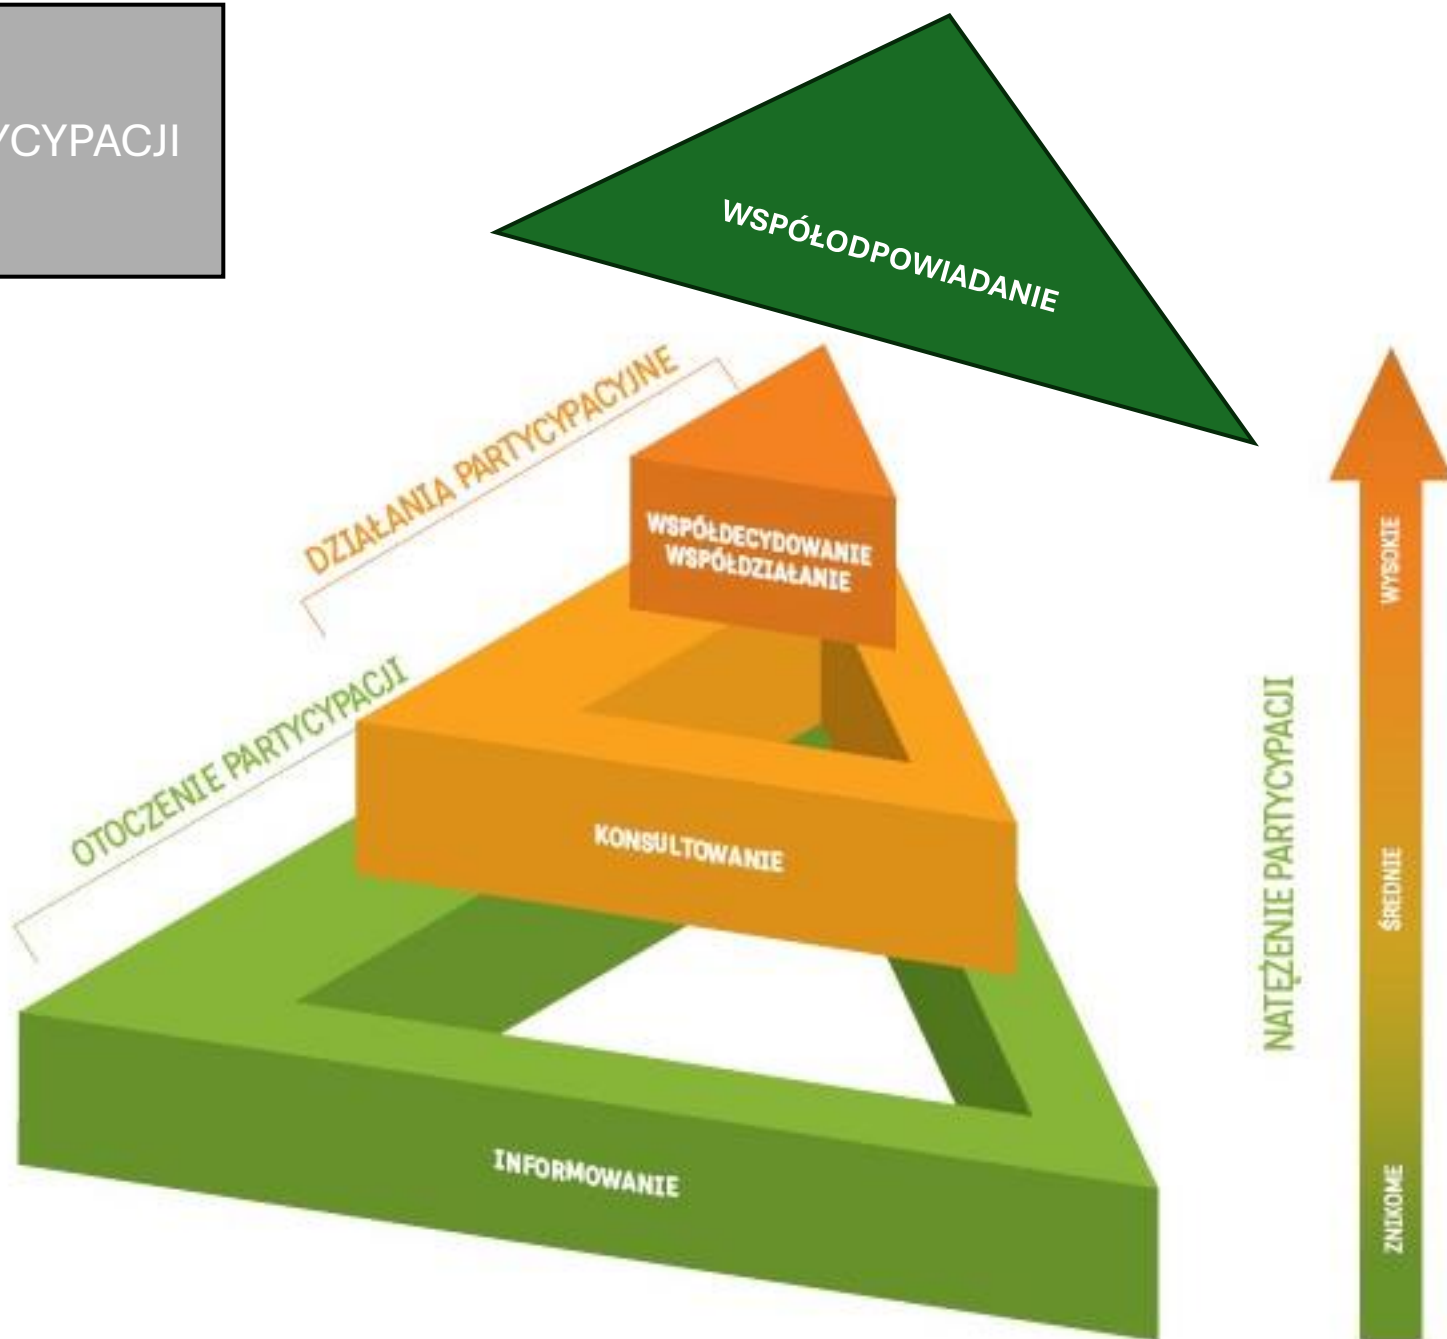 YCYPACJI
WSPÓŁODPOWIADANIE
DZIAŁANIA PARTYCYPACYJNE
WSPÓŁDECYDOWANIE
WSPÓŁDZIAŁANIE
WYSOKIE
OTOCZENIE PARTYCYPACJI
NATĘŻENIE PARTYCYPACJI
KONSULTOWANIE
ŚREDNIE
INFORMOWANIE
ZNIKOME